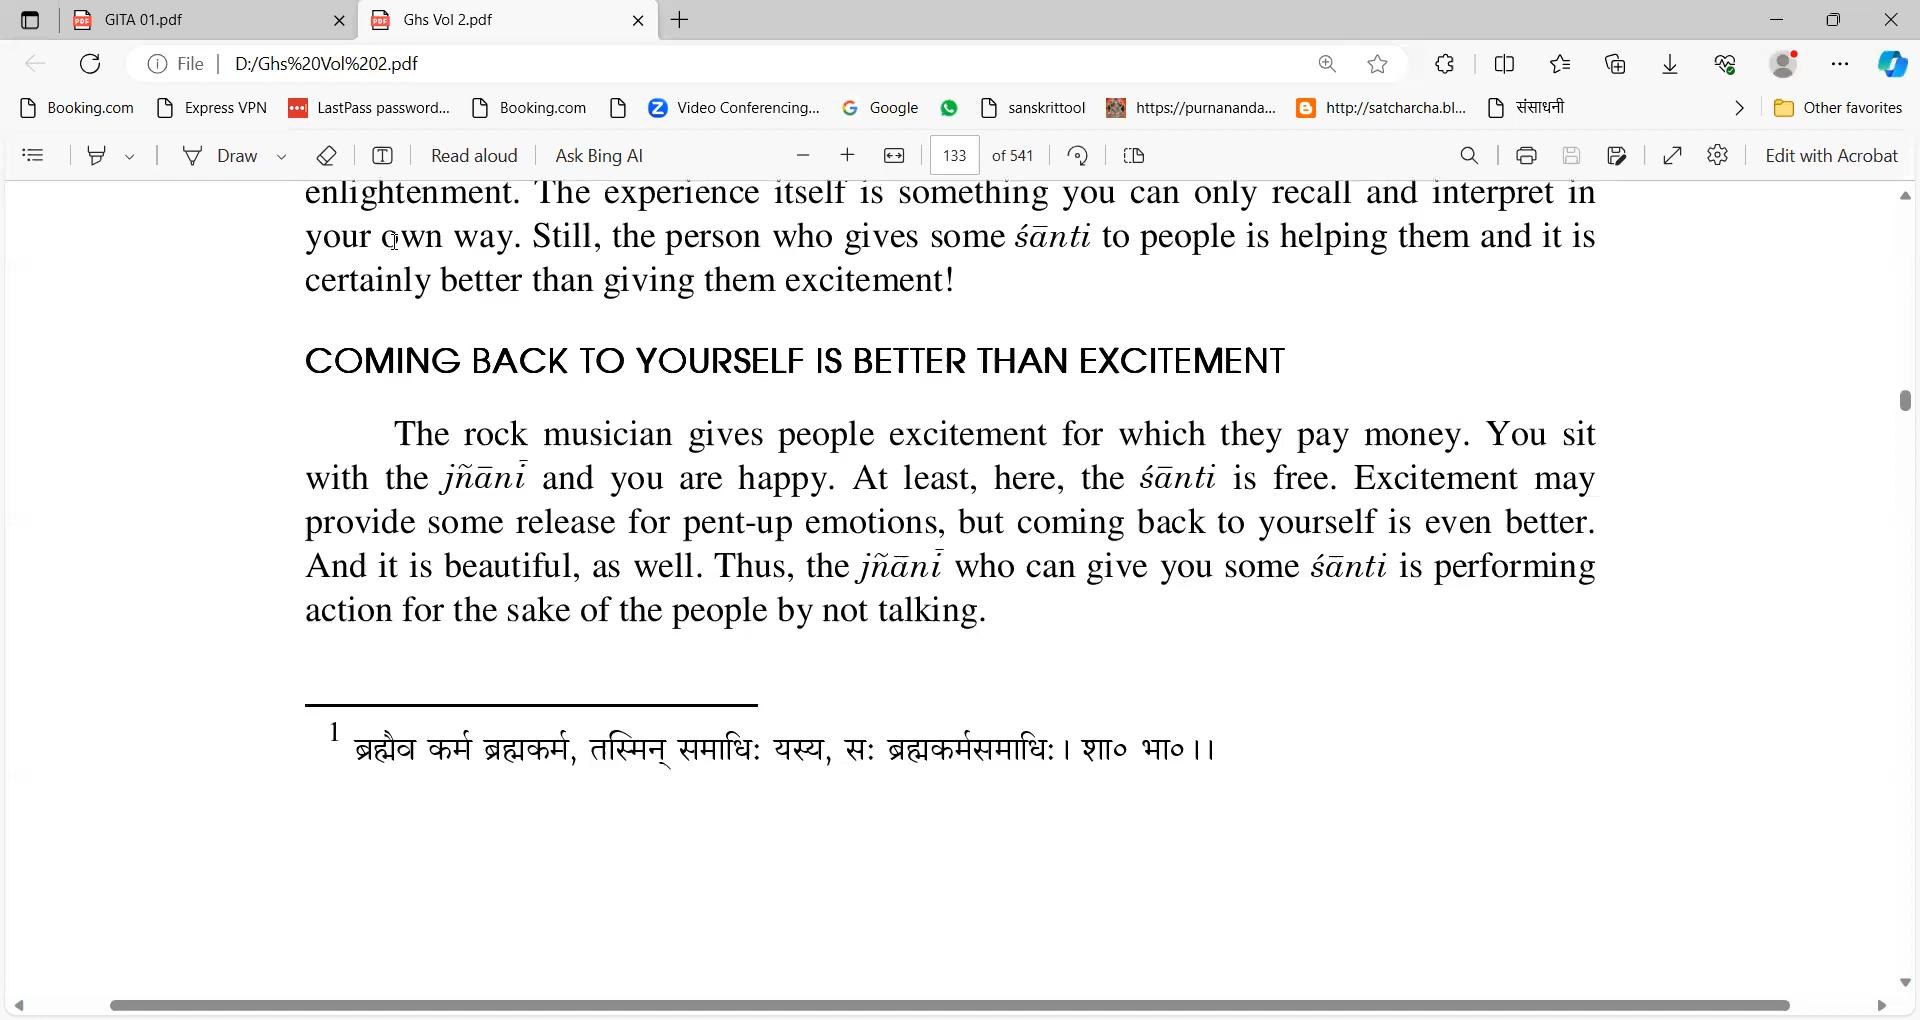 GITA 01.pdf
Ghs Vol 2.pdf
File D:/Ghs%20Vol%202.pdf
Booking.com Express VPN LastPass password... Booking.com Video Conferencing... Google sanskrittool https://purnananda... http://satcharcha.bl... संसाधनी Other favorites
Draw Read aloud Ask Bing AI 133 of 541 Edit with Acrobat
enlightenment. The experience itself is something you can only recall and interpret in
your own way. Still, the person who gives some śānti to people is helping them and it is
certainly better than giving them excitement!
COMING BACK TO YOURSELF IS BETTER THAN EXCITEMENT
The rock musician gives people excitement for which they pay money. You sit
with the jñānī and you are happy. At least, here, the śānti is free. Excitement may
provide some release for pent-up emotions, but coming back to yourself is even better.
And it is beautiful, as well. Thus, the jñānī who can give you some śānti is performing
action for the sake of the people by not talking.
1 ब्रह्मैव कर्म ब्रह्मकर्म, तस्मिन् समाधिः यस्य, सः ब्रह्मकर्मसमाधिः। शा० भा०।।